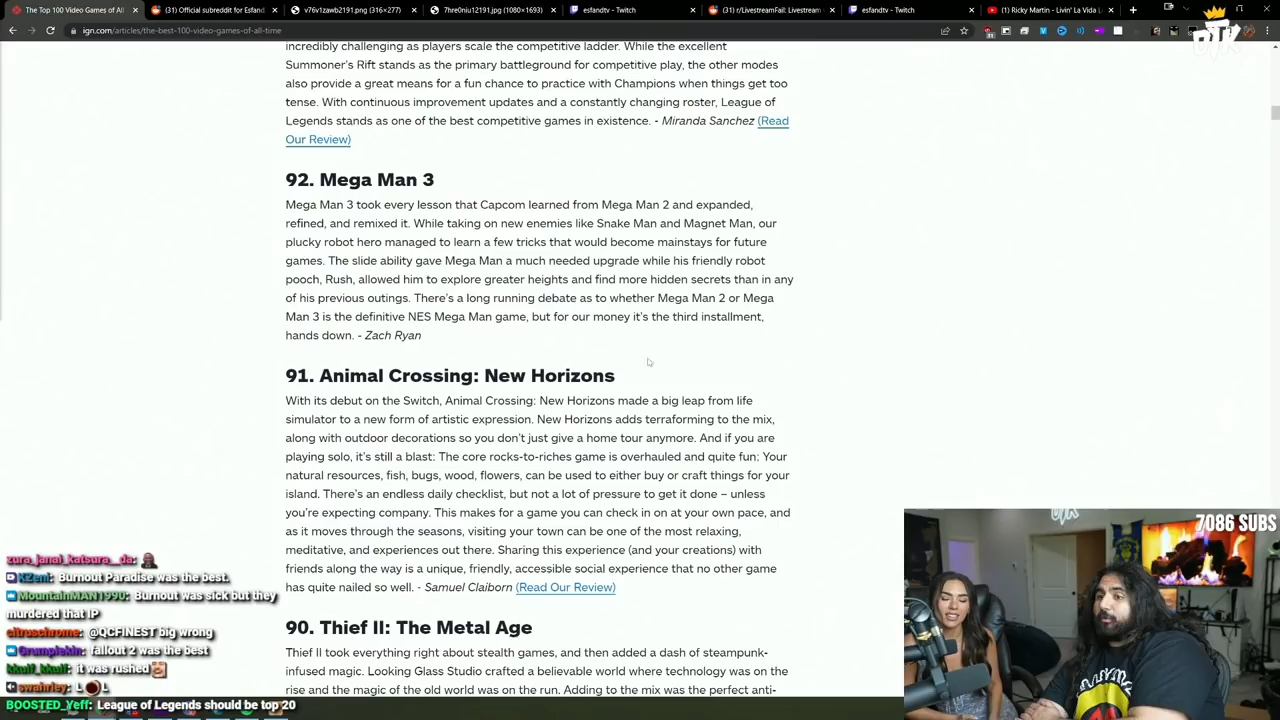 The Top 100 Video Games of All
(31) Official subreddit for Esfand
v76v1zawb2191.png (316×277)
7hre0niu12191.jpg (1080×1693)
esfandtv - Twitch
(31) r/LivestreamFail: Livestream
esfandtv - Twitch
(1) Ricky Martin - Livin' La Vida L
ign.com/articles/the-best-100-video-games-of-all-time
OTK
incredibly challenging as players scale the competitive ladder. While the excellent
Summoner's Rift stands as the primary battleground for competitive play, the other modes
also provide a great means for a fun chance to practice with Champions when things get too
tense. With continuous improvement updates and a constantly changing roster, League of
Legends stands as one of the best competitive games in existence. - Miranda Sanchez (Read
Our Review)
92. Mega Man 3
Mega Man 3 took every lesson that Capcom learned from Mega Man 2 and expanded,
refined, and remixed it. While taking on new enemies like Snake Man and Magnet Man, our
plucky robot hero managed to learn a few tricks that would become mainstays for future
games. The slide ability gave Mega Man a much needed upgrade while his friendly robot
pooch, Rush, allowed him to explore greater heights and find more hidden secrets than in any
of his previous outings. There's a long running debate as to whether Mega Man 2 or Mega
Man 3 is the definitive NES Mega Man game, but for our money it's the third installment,
hands down. - Zach Ryan
91. Animal Crossing: New Horizons
With its debut on the Switch, Animal Crossing: New Horizons made a big leap from life
simulator to a new form of artistic expression. New Horizons adds terraforming to the mix,
along with outdoor decorations so you don't just give a home tour anymore. And if you are
playing solo, it's still a blast: The core rocks-to-riches game is overhauled and quite fun: Your
natural resources, fish, bugs, wood, flowers, can be used to either buy or craft things for your
island. There's an endless daily checklist, but not a lot of pressure to get it done – unless
you're expecting company. This makes for a game you can check in on at your own pace, and
as it moves through the seasons, visiting your town can be one of the most relaxing,
meditative, and experiences out there. Sharing this experience (and your creations) with
friends along the way is a unique, friendly, accessible social experience that no other game
has quite nailed so well. - Samuel Claiborn (Read Our Review)
90. Thief II: The Metal Age
Thief II took everything right about stealth games, and then added a dash of steampunk-
infused magic. Looking Glass Studio crafted a believable world where technology was on the
rise and the magic of the old world was on the run. Adding to the mix was the perfect anti-
7086 SUBS
zura_janai_katsura__da:
KZeni: Burnout Paradise was the best.
MountainMAN1990: Burnout was sick but they
murdered that IP
citruschrome: @QCFINEST big wrong
Grumplekin: fallout 2 was the best
kkuif_kkuif: it was rushed
swahrley: L L
BOOSTED_Yeff: League of Legends should be top 20